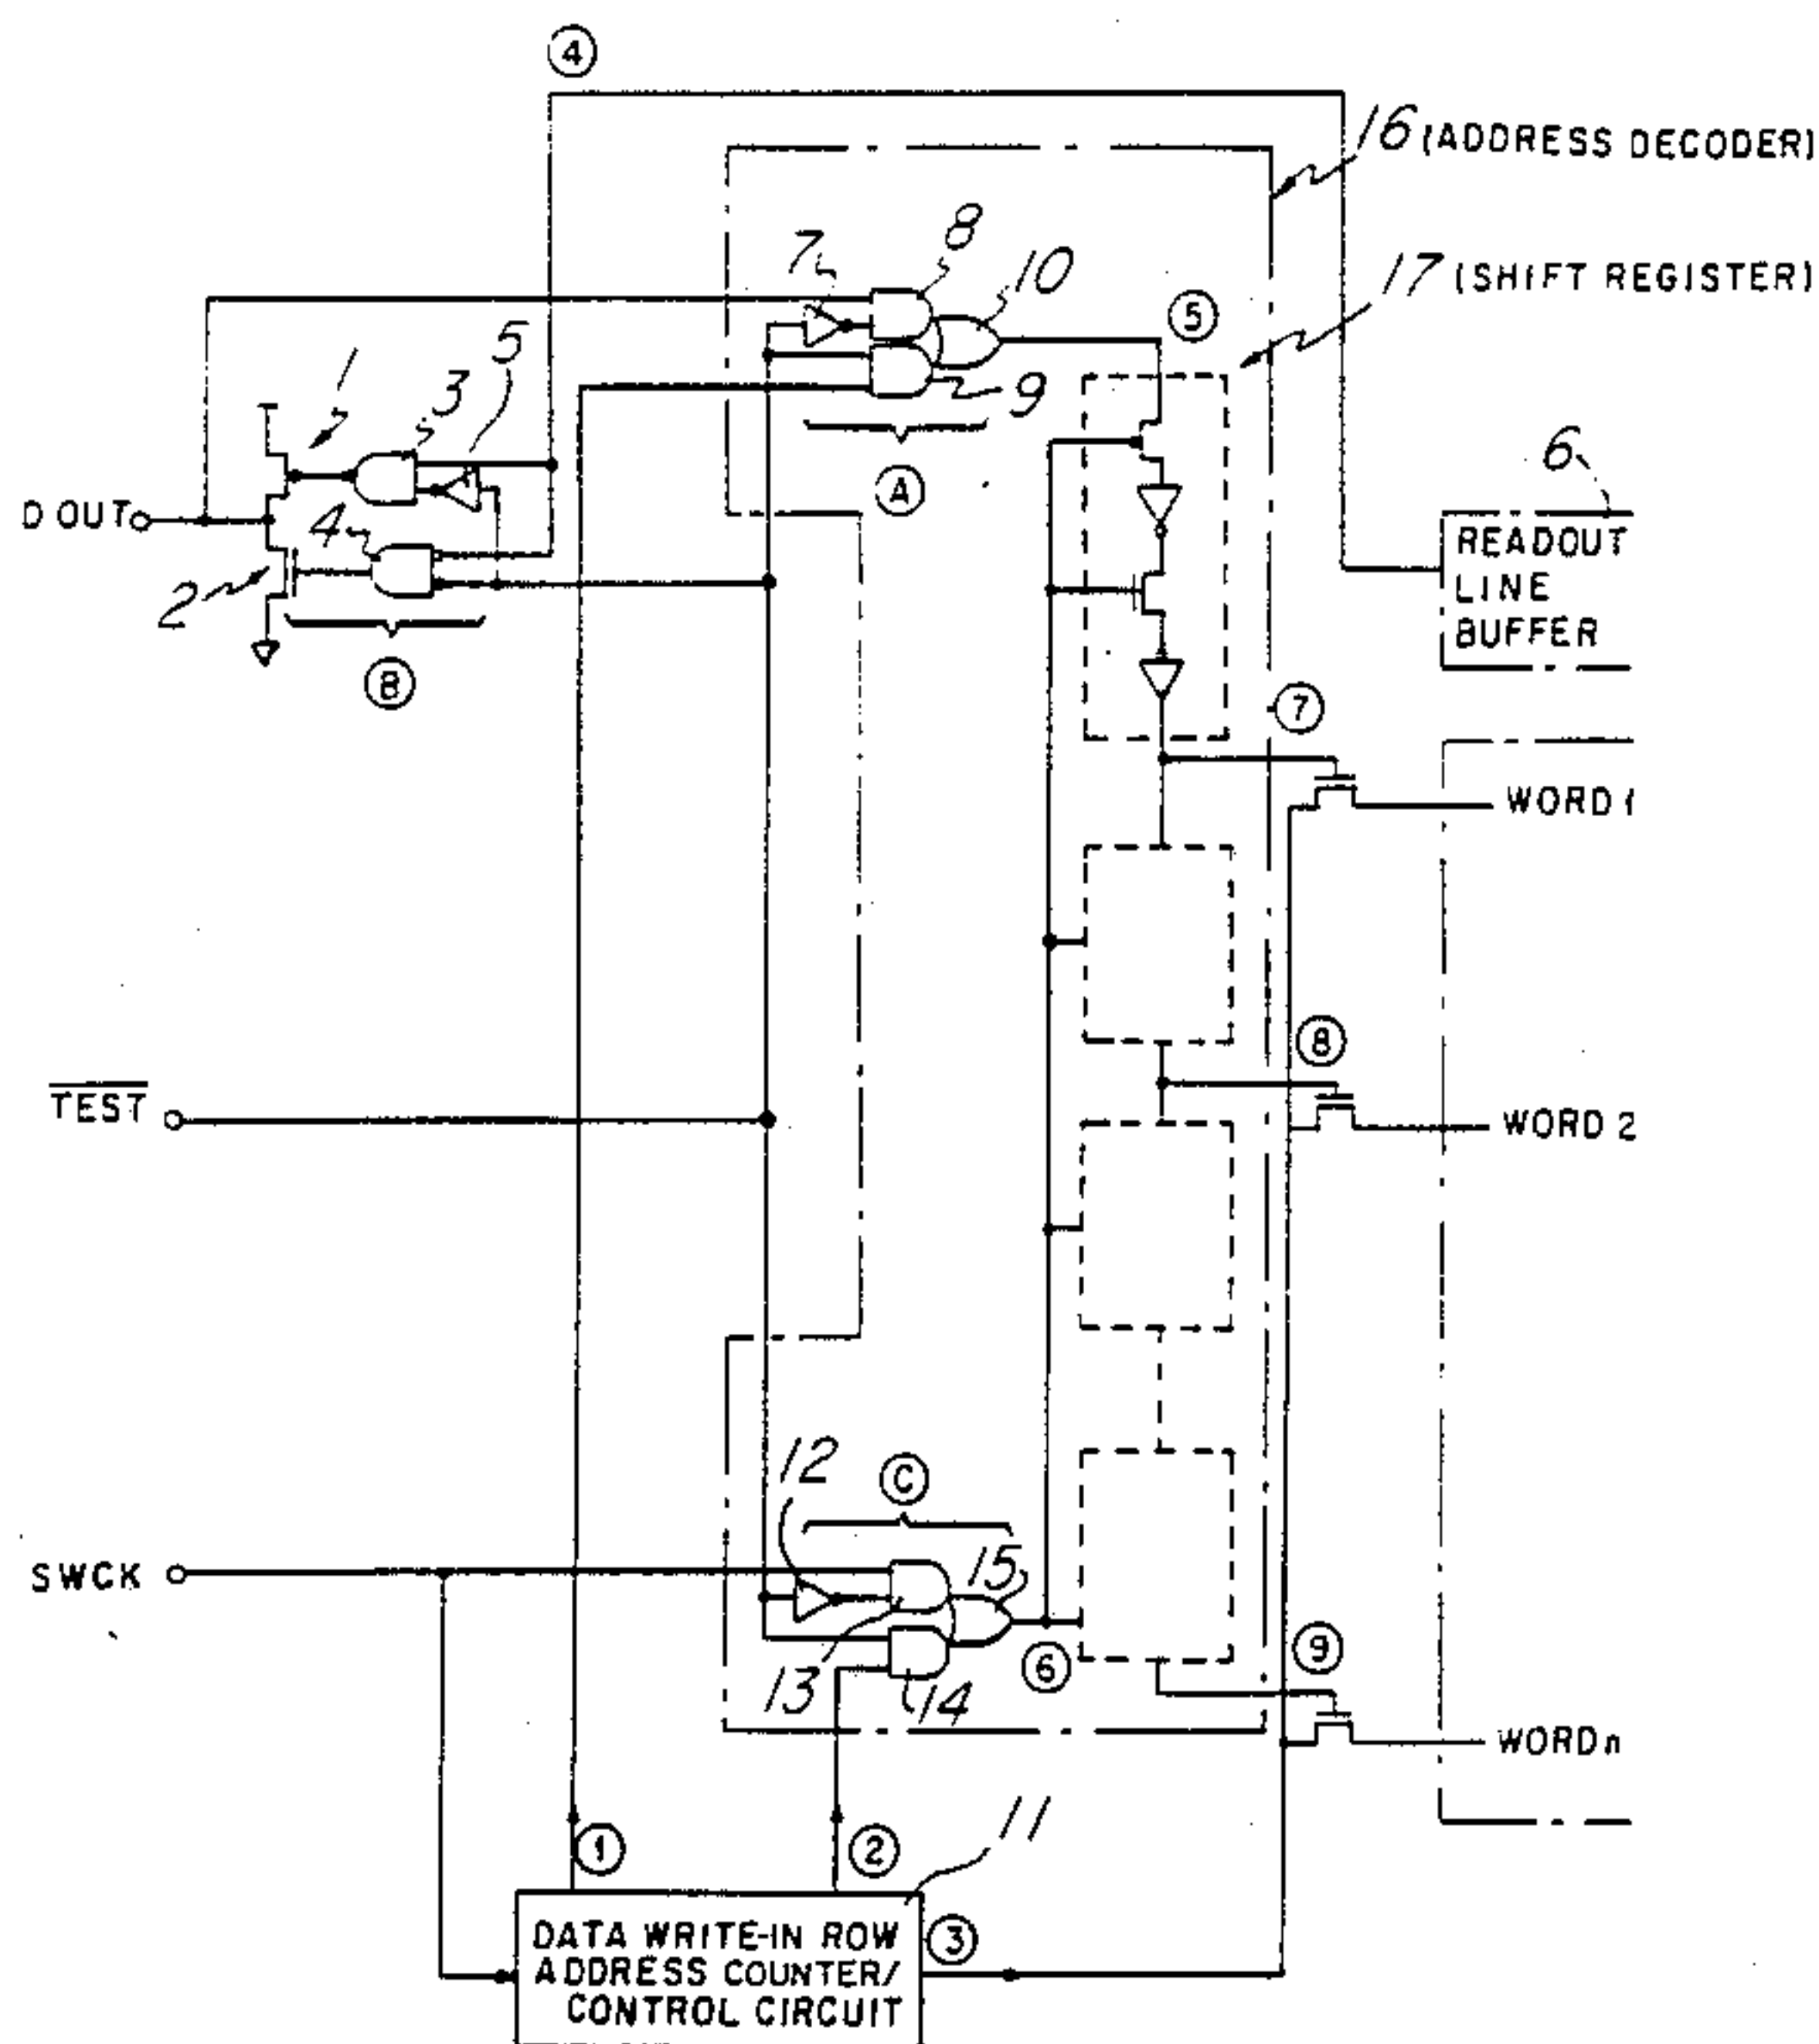 ④
16 (ADDRESS DECODER)
17 (SHIFT REGISTER)
7
8
10
⑤
9
Ⓐ
1
3
5
D OUT
4
2
Ⓑ
6
READOUT
LINE
BUFFER
⑦
WORD 1
⑧
TEST
WORD 2
12
Ⓒ
15
SWCK
13
14
⑥
⑨
WORD n
①
②
11
③
DATA WRITE-IN ROW
ADDRESS COUNTER/
CONTROL CIRCUIT